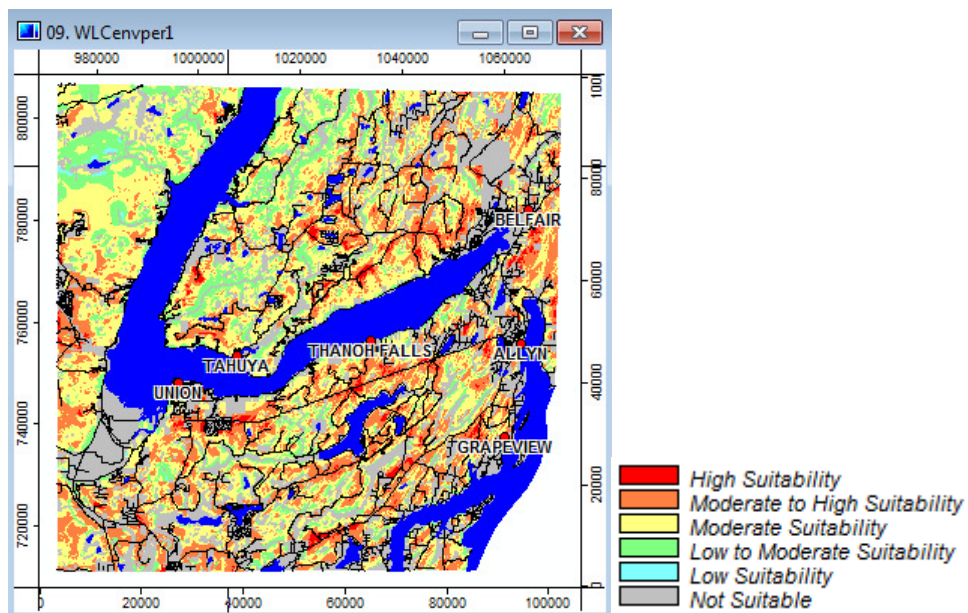 09. WLCenvper1
980000 1000000 1020000 1040000 1060000
800000
780000
760000
740000
720000
80000
60000
40000
20000
0
BELFAIR
THANOH FALLS
ALLYN
TAHUYA
UNION
GRAPEVIEW
20000 40000 60000 80000 100000
High Suitability
Moderate to High Suitability
Moderate Suitability
Low to Moderate Suitability
Low Suitability
Not Suitable